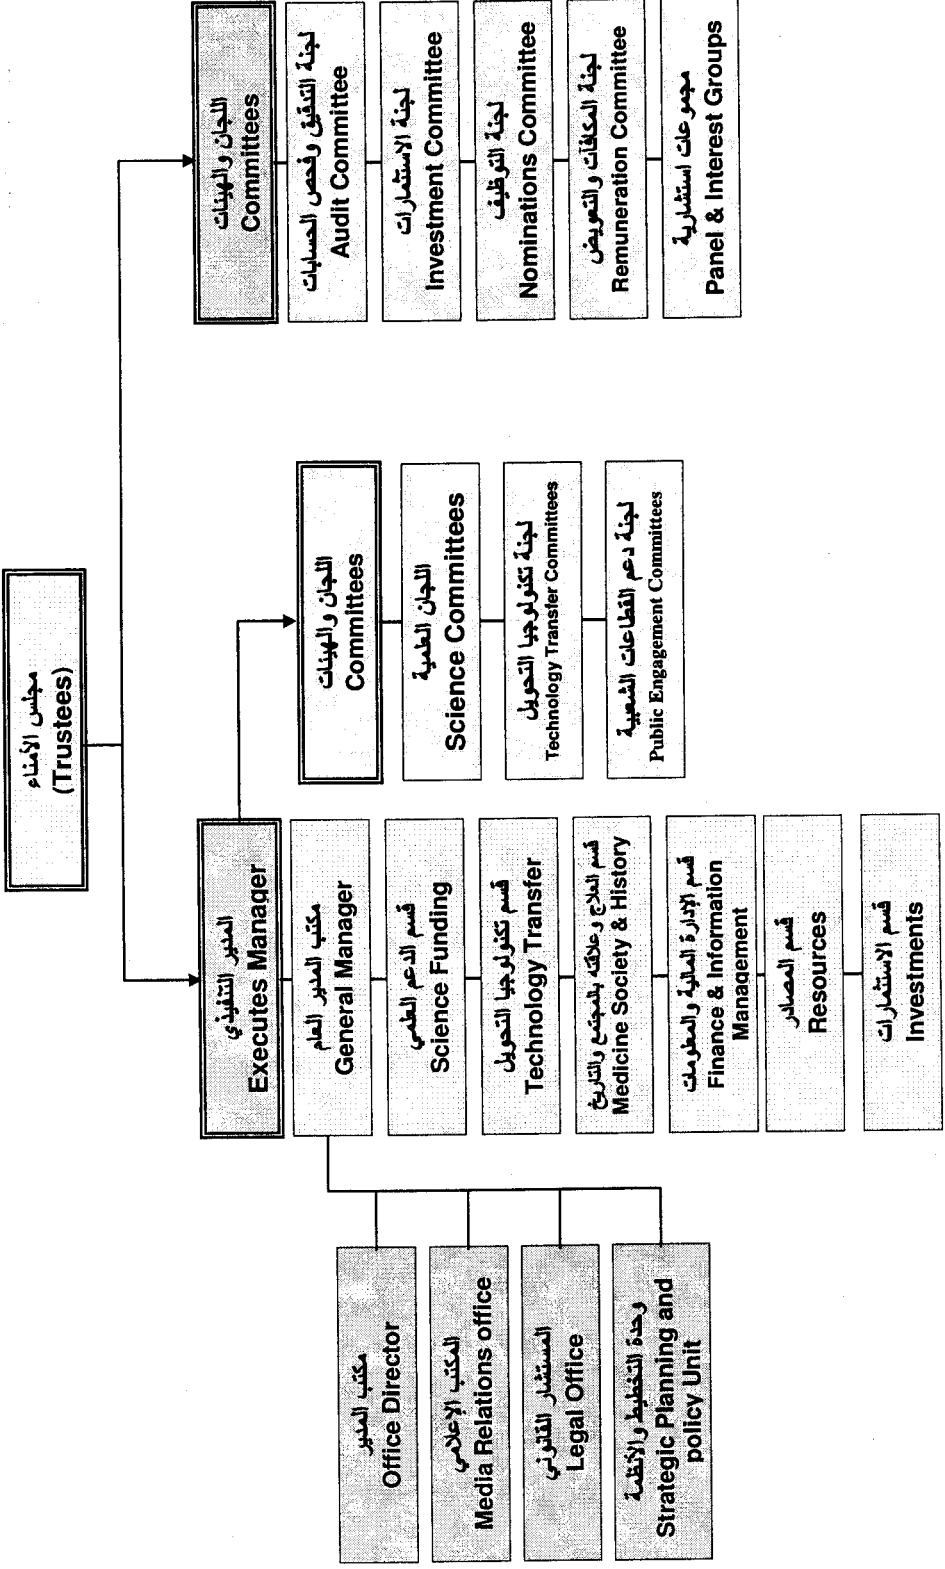 مجلس الأمناء
(Trustees)
المدير التنفيذي
Executes Manager
مكتب المدير العام
General Manager
قسم الدعم العلمي
Science Funding
قسم تكنولوجيا التحويل
Technology Transfer
قسم العلاج وعلاقته بالمجتمع والتاريخ
Medicine Society & History
قسم الإدارة المالية والمعلومات
Finance & Information
Management
قسم المصادر
Resources
قسم الاستثمارات
Investments
مكتب المدير
Office Director
المكتب الإعلامي
Media Relations office
المستشار القانوني
Legal Office
وحدة التخطيط والأنظمة
Strategic Planning and
policy Unit
اللجان والهيئات
Committees
اللجان العلمية
Science Committees
لجنة تكنولوجيا التحويل
Technology Transfer Committees
لجنة دعم القطاعات الشعبية
Public Engagement Committees
اللجان والهيئات
Committees
لجنة التدقيق وفحص الحسابات
Audit Committee
لجنة الاستثمارات
Investment Committee
لجنة التوظيف
Nominations Committee
لجنة المكافآت والتعويض
Remuneration Committee
مجموعات استشارية
Panel & Interest Groups